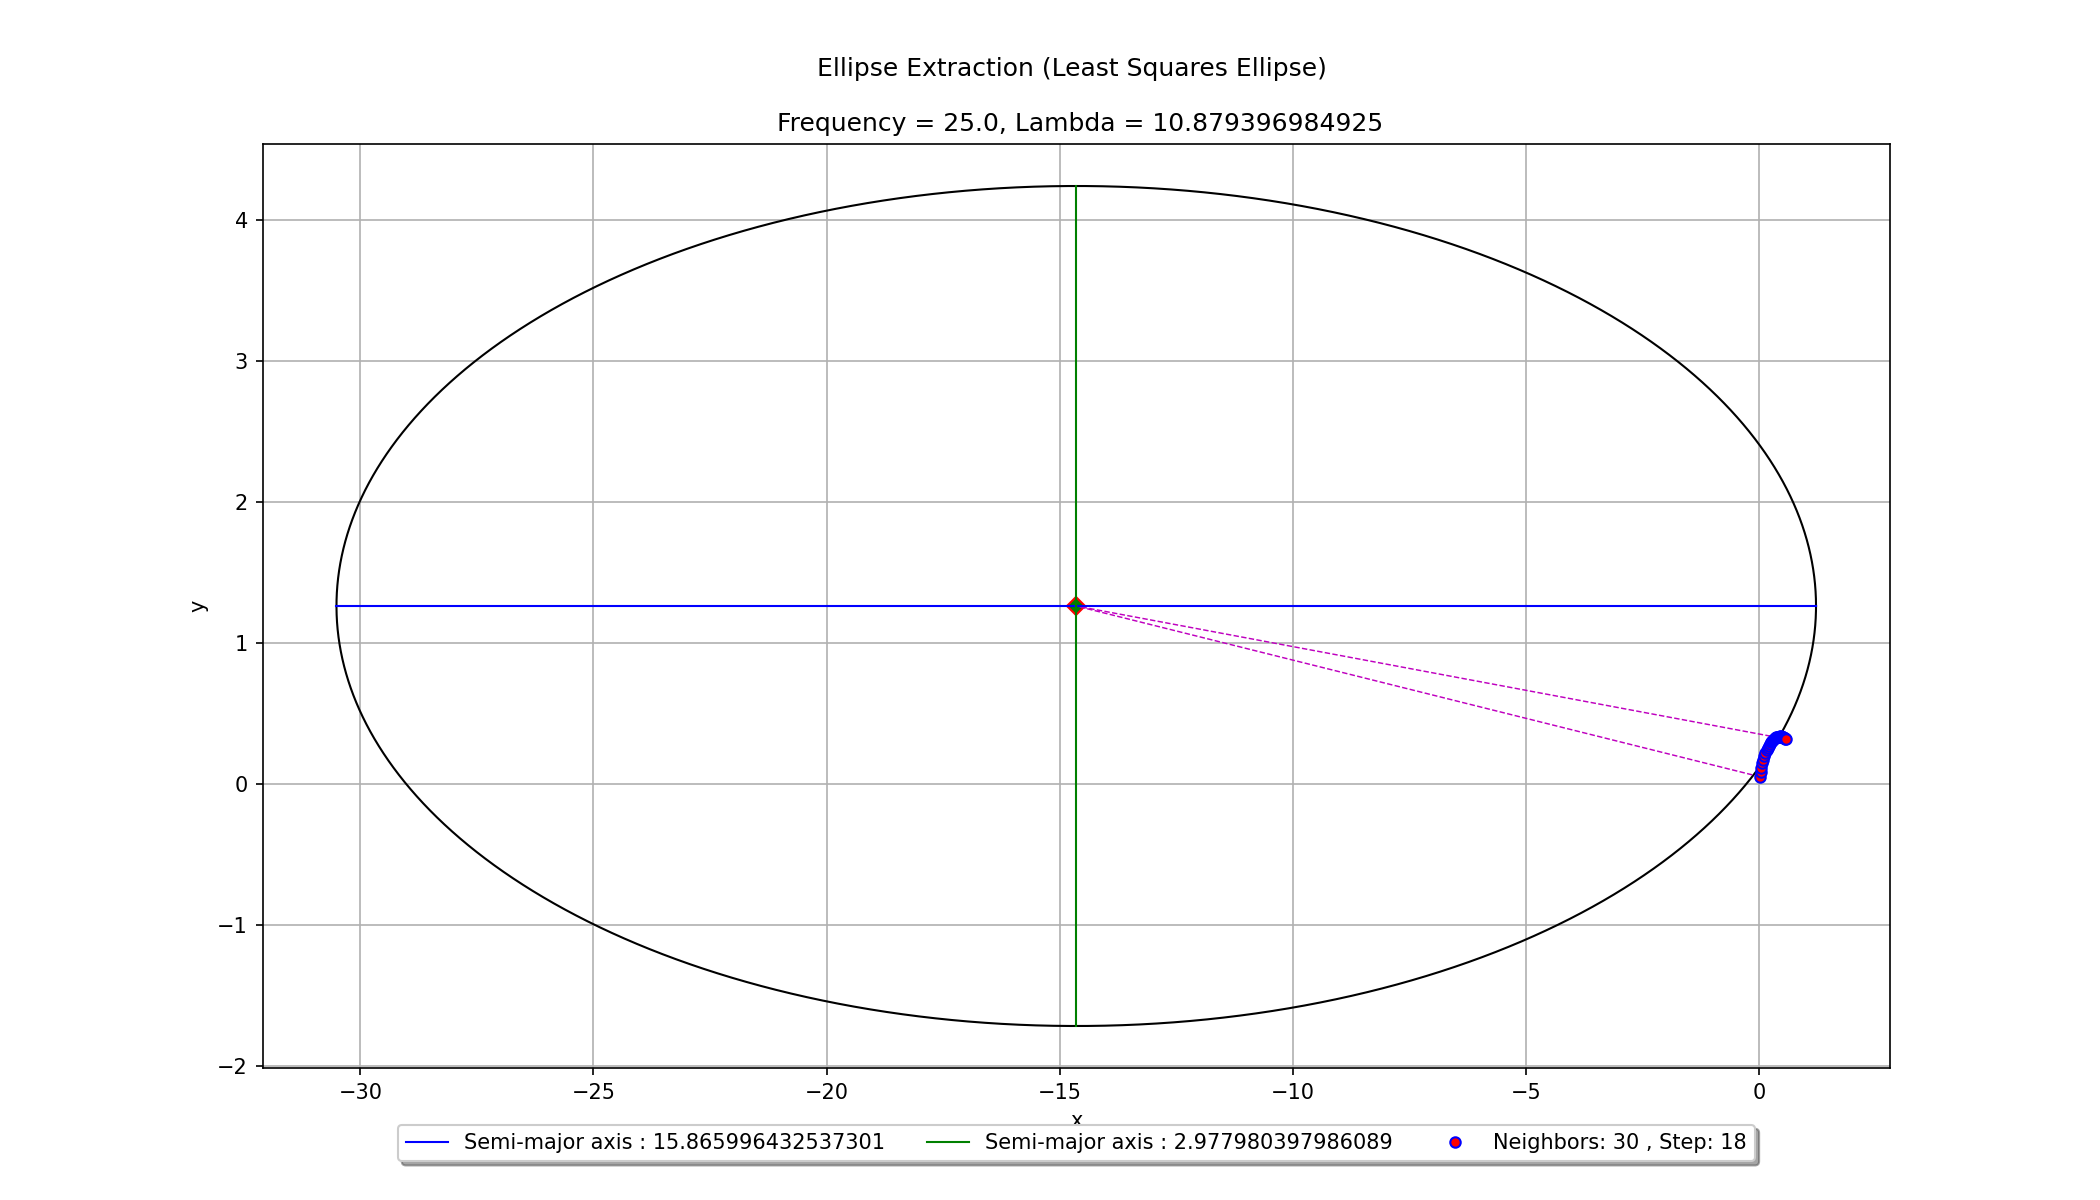 Ellipse Extraction (Least Squares Ellipse)
Frequency = 25.0, Lambda = 10.879396984925
4
3
2
1
0
−1
−2
y
−30 −25 −20 −15 −10 −5 0
x
Semi-major axis : 15.865996432537301 Semi-major axis : 2.977980397986089 Neighbors: 30 , Step: 18